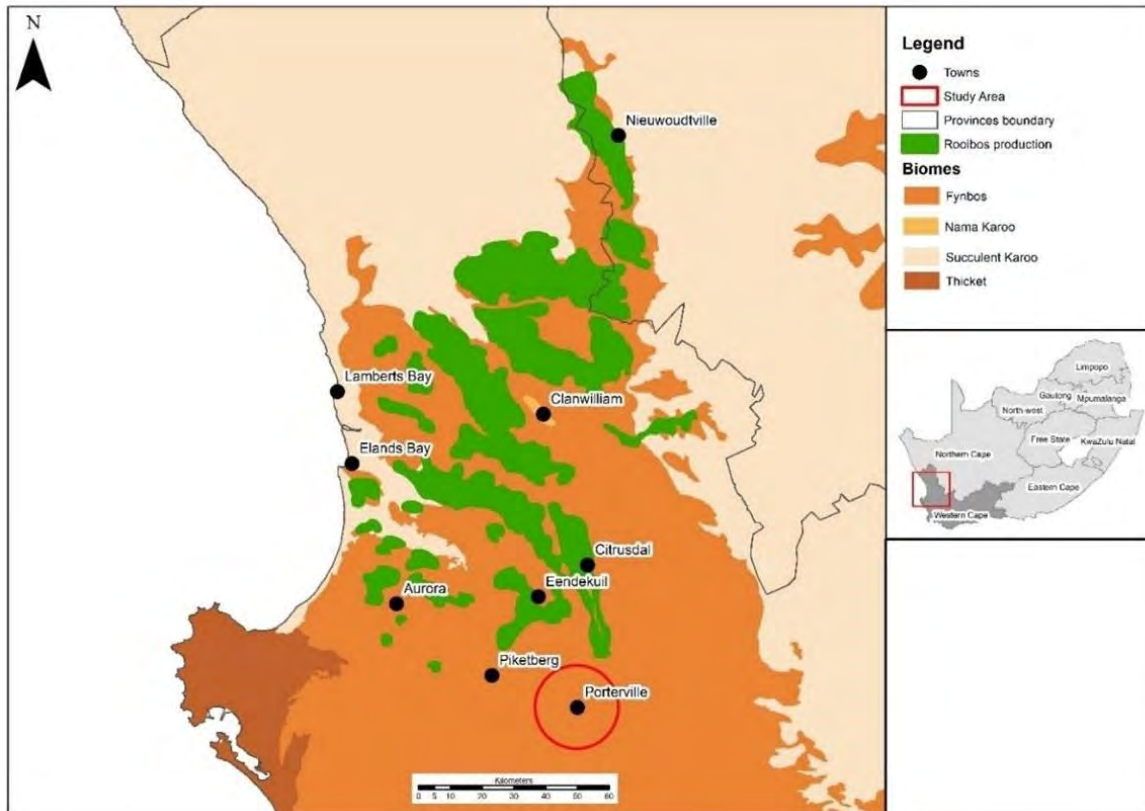 N
Nieuwoudtville
Lamberts Bay
Clanwilliam
Elands Bay
Citrusdal
Eendekuil
Aurora
Piketberg
Porterville
Kilometers
0 5 10 20 30 40 50 60
Legend
Towns
Study Area
Provinces boundary
Rooibos production
Biomes
Fynbos
Nama Karoo
Succulent Karoo
Thicket
Limpopo
Gautong
Mpumalanga
North-west
Free State
KwaZulu Natal
Northern Cape
Eastern Cape
Western Cape